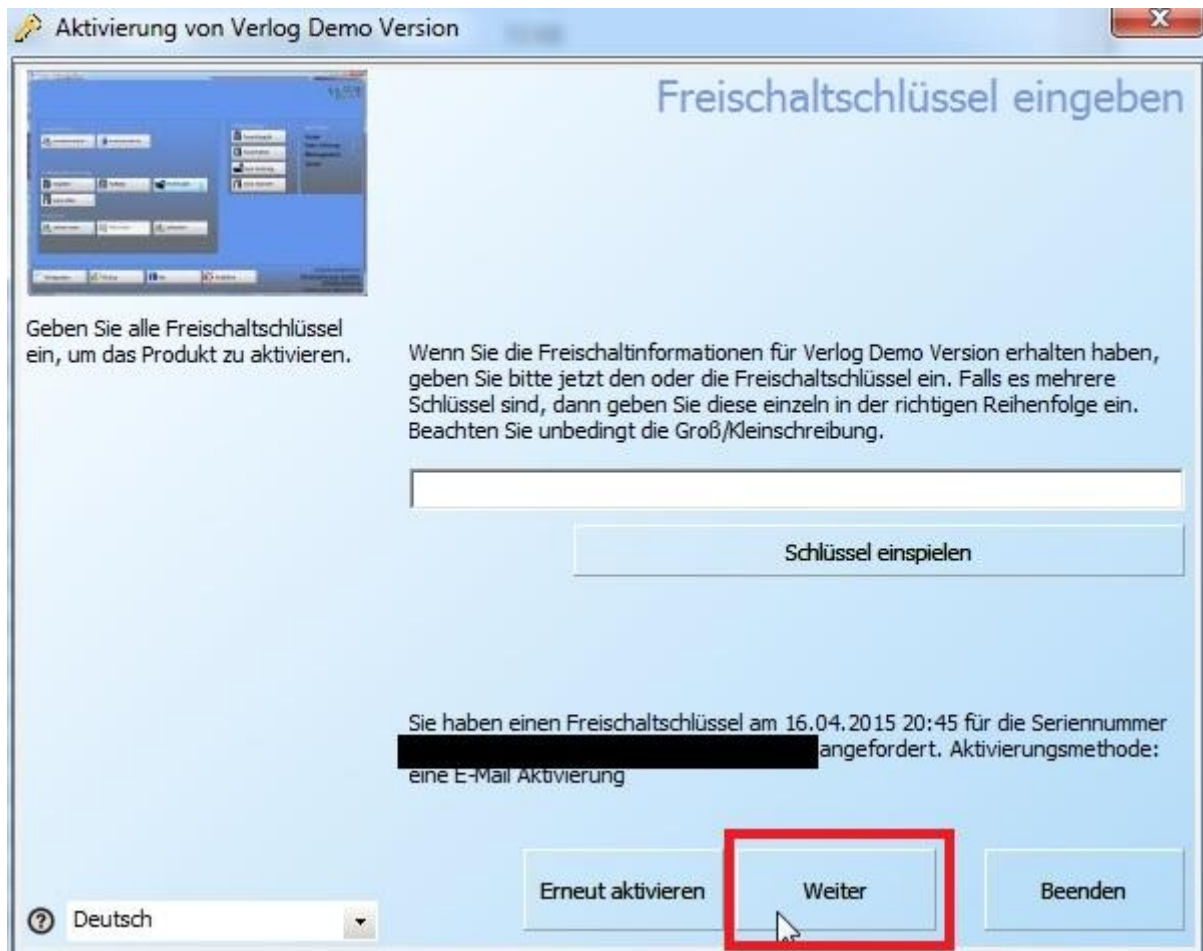 Aktivierung von Verlog Demo Version
Freischaltschlüssel eingeben
Geben Sie alle Freischaltschlüssel
ein, um das Produkt zu aktivieren.
Wenn Sie die Freischaltinformationen für Verlog Demo Version erhalten haben,
geben Sie bitte jetzt den oder die Freischaltschlüssel ein. Falls es mehrere
Schlüssel sind, dann geben Sie diese einzeln in der richtigen Reihenfolge ein.
Beachten Sie unbedingt die Groß/Kleinschreibung.
Schlüssel einspielen
Sie haben einen Freischaltschlüssel am 16.04.2015 20:45 für die Seriennummer
angefordert. Aktivierungsmethode:
eine E-Mail Aktivierung
Erneut aktivieren
Weiter
Beenden
Deutsch